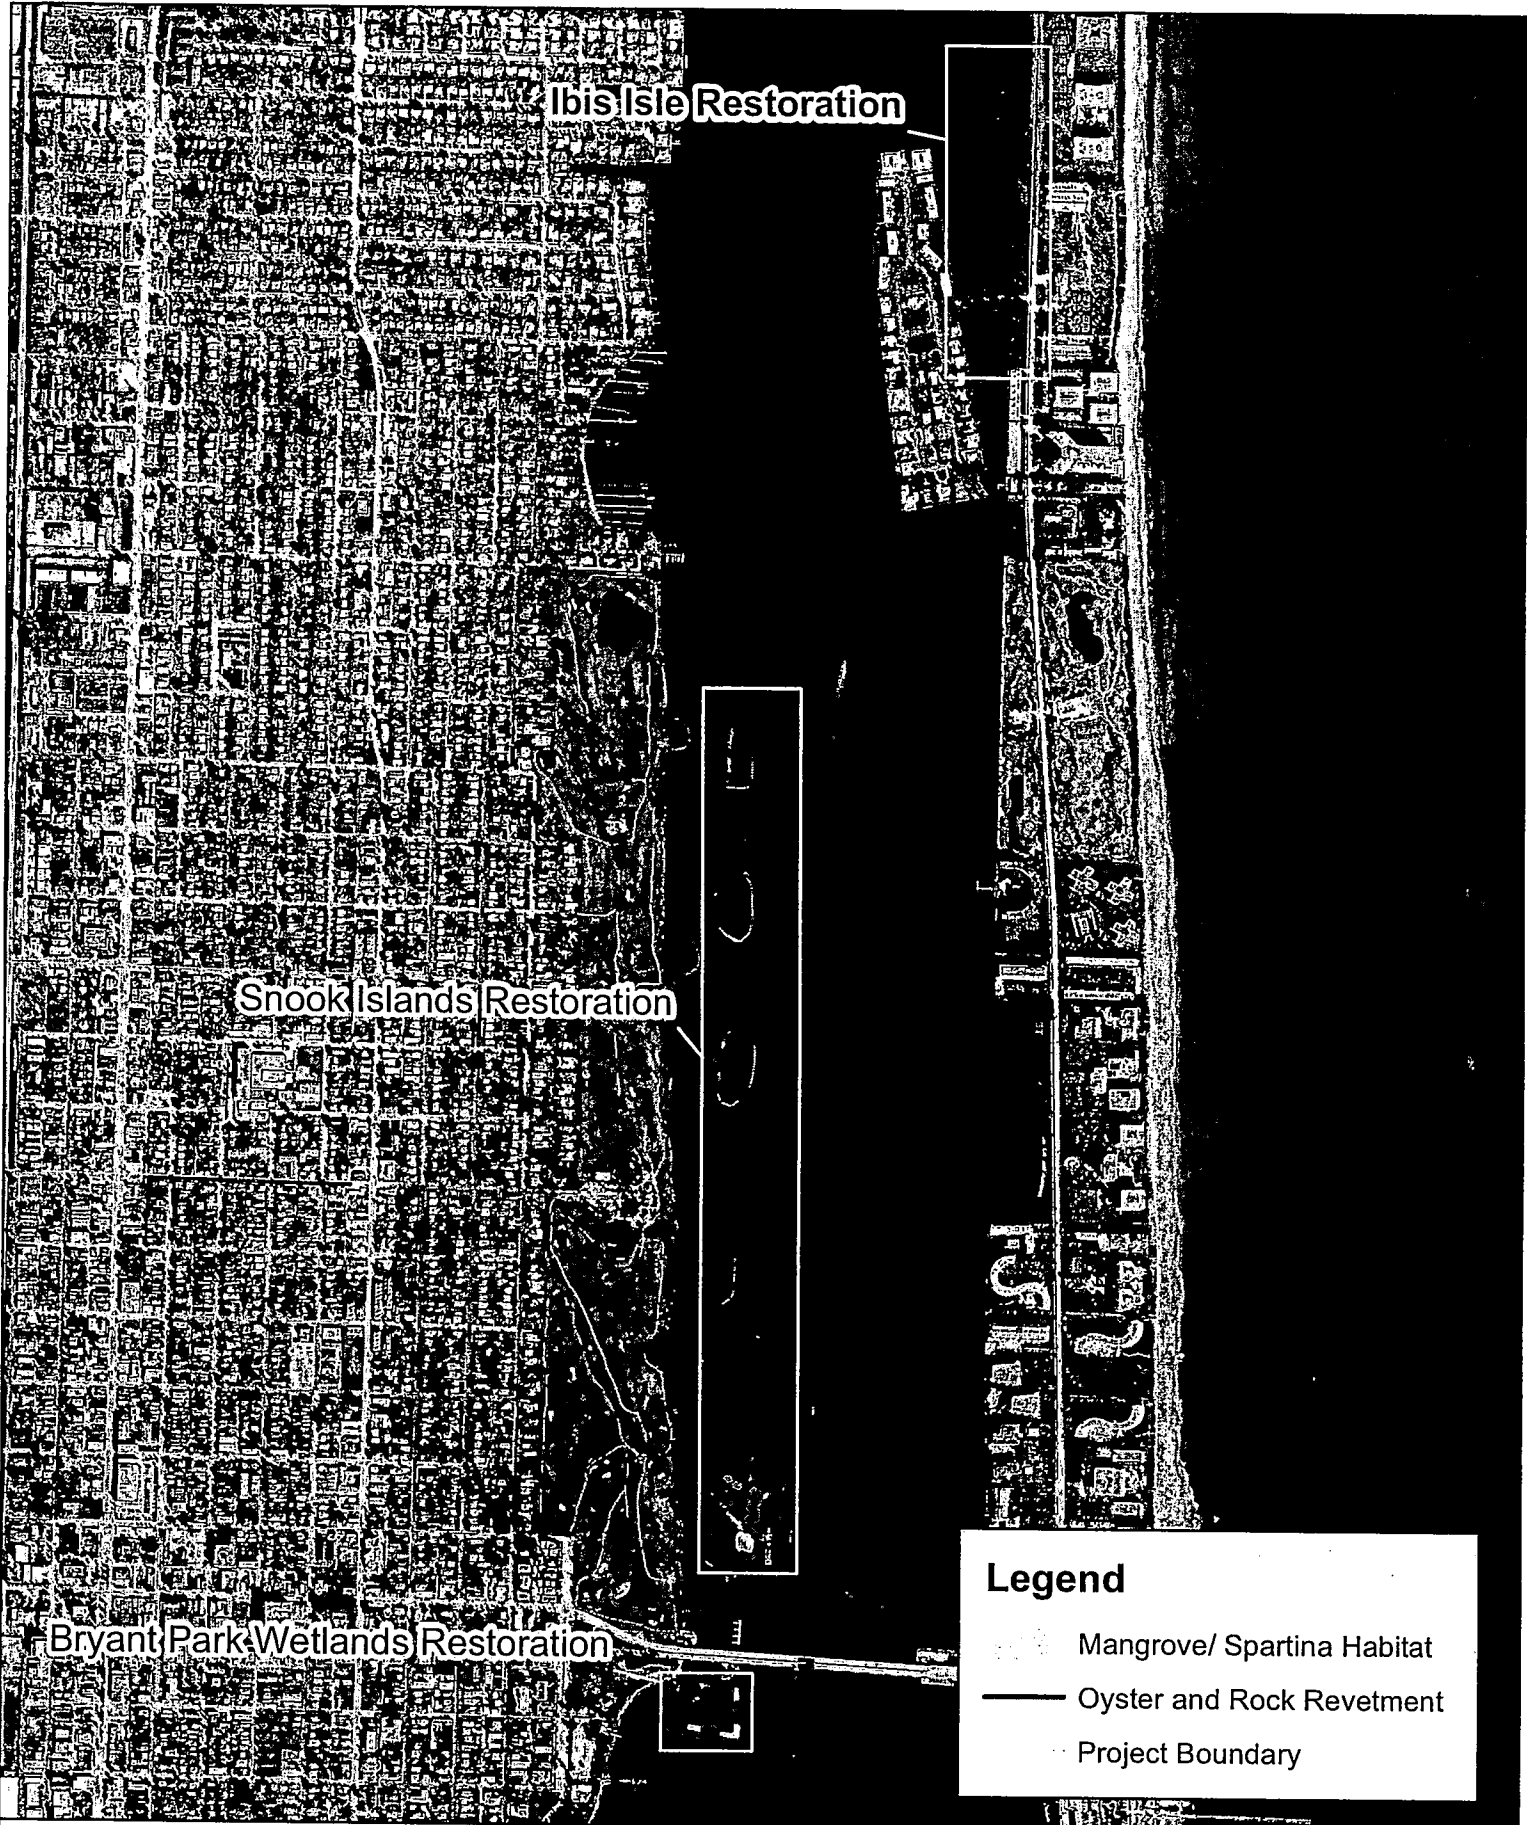 Ibis Isle Restoration
Snook Islands Restoration
Bryant Park Wetlands Restoration
Legend
Mangrove/ Spartina Habitat
Oyster and Rock Revetment
Project Boundary